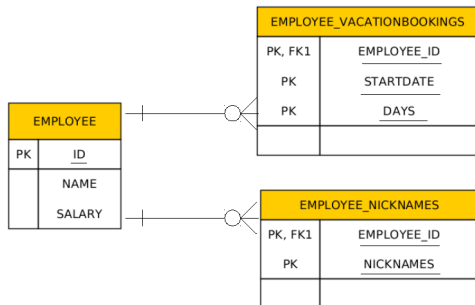 EMPLOYEE_VACATIONBOOKINGS
PK, FK1 EMPLOYEE_ID
PK STARTDATE
PK DAYS
EMPLOYEE
PK ID
NAME
SALARY
EMPLOYEE_NICKNAMES
PK, FK1 EMPLOYEE_ID
PK NICKNAMES